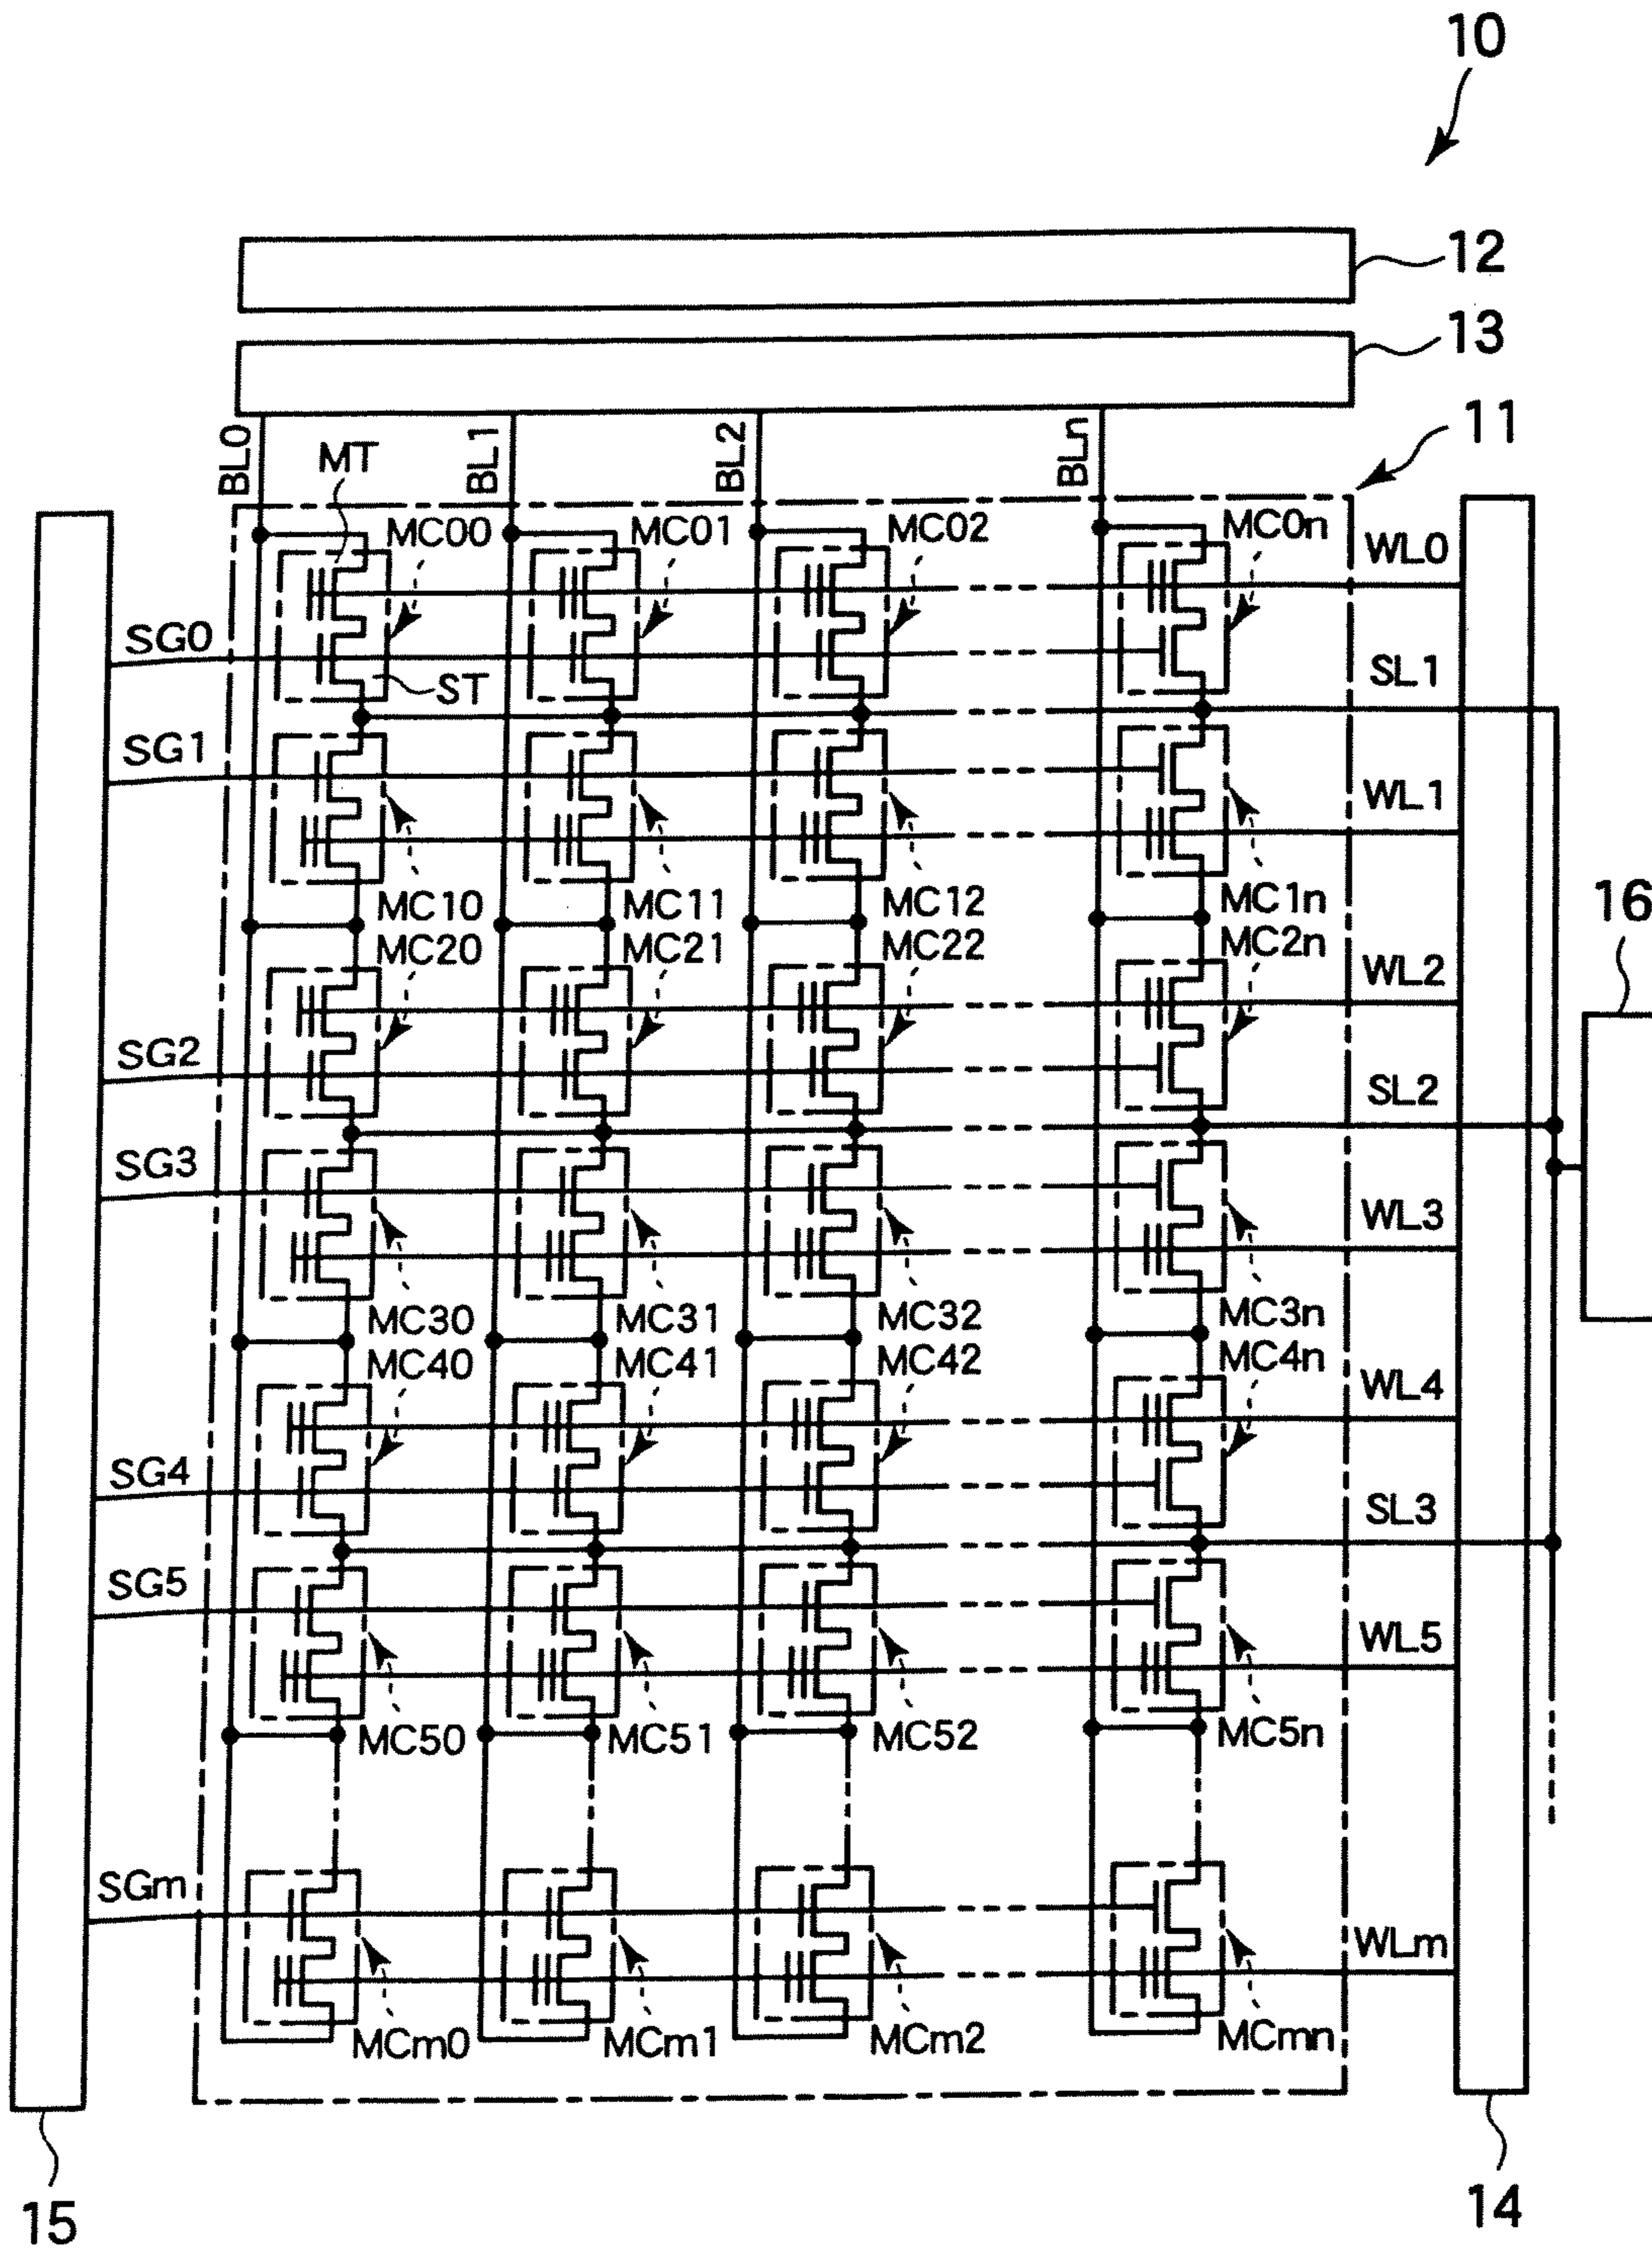 10
12
13
11
BL0 BL1 BL2 BLn
MT
MC00 MC01 MC02 MC0n WL0
SG0
ST SL1
SG1
WL1
MC10 MC11 MC12 MC1n
16
MC20 MC21 MC22 MC2n WL2
SG2
SL2
SG3
WL3
MC30 MC31 MC32 MC3n
MC40 MC41 MC42 MC4n WL4
SG4
SL3
SG5
WL5
MC50 MC51 MC52 MC5n
SGm
WLm
MCm0 MCm1 MCm2 MCmn
15 14